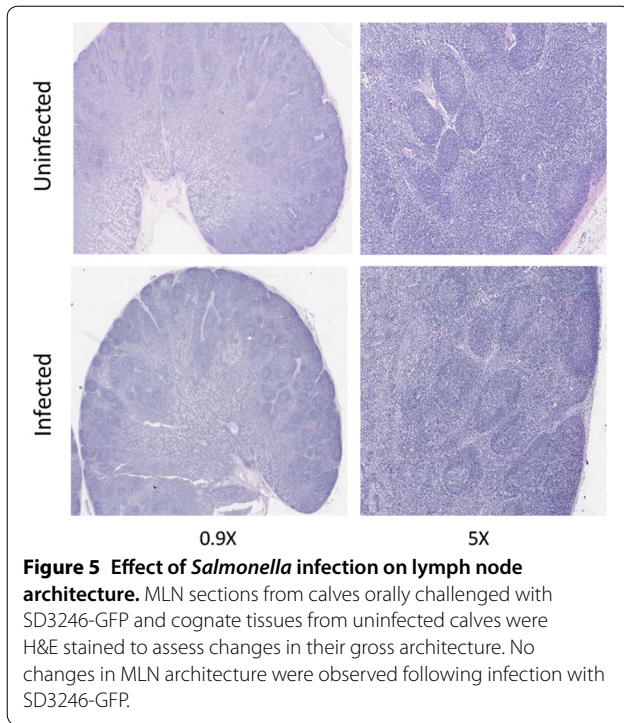 Uninfected
Infected
0.9X 5X
Figure 5 Effect of Salmonella infection on lymph node
architecture. MLN sections from calves orally challenged with
SD3246-GFP and cognate tissues from uninfected calves were
H&E stained to assess changes in their gross architecture. No
changes in MLN architecture were observed following infection with
SD3246-GFP.